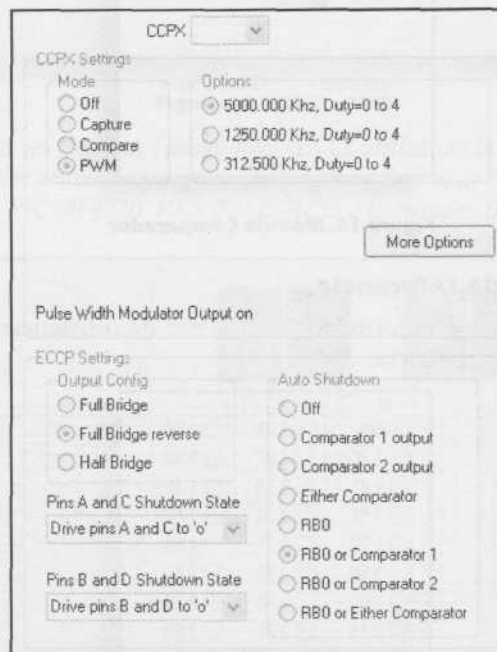 CCPX
CCPX Settings
Mode
Off
Capture
Compare
PWM
Options
5000.000 Khz, Duty=0 to 4
1250.000 Khz, Duty=0 to 4
312.500 Khz, Duty=0 to 4
More Options
Pulse Width Modulator Output on
ECCP Settings
Output Config
Full Bridge
Full Bridge reverse
Half Bridge
Pins A and C Shutdown State
Drive pins A and C to 'o'
Pins B and D Shutdown State
Drive pins B and D to 'o'
Auto Shutdown
Off
Comparator 1 output
Comparator 2 output
Either Comparator
RB0
RB0 or Comparator 1
RB0 or Comparator 2
RB0 or Either Comparator